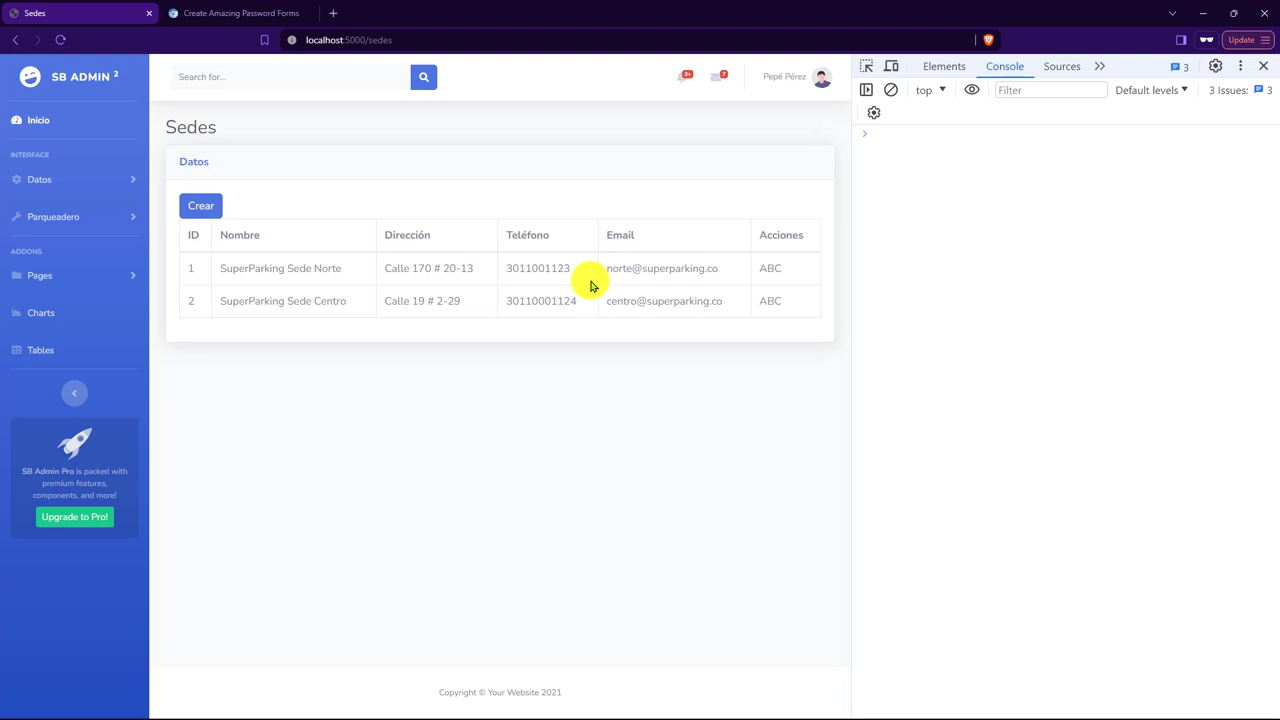 Sedes
Create Amazing Password Forms
localhost:5000/sedes
Update
SB ADMIN 2
Inicio
INTERFACE
Datos
Parqueadero
ADDONS
Pages
Charts
Tables
SB Admin Pro is packed with
premium features,
components, and more!
Upgrade to Pro!
Search for...
3+
7
Pepé Pérez
Sedes
Datos
Crear
ID Nombre Dirección Teléfono Email Acciones
1 SuperParking Sede Norte Calle 170 # 20-13 3011001123 norte@superparking.co ABC
2 SuperParking Sede Centro Calle 19 # 2-29 30110001124 centro@superparking.co ABC
Copyright © Your Website 2021
Elements Console Sources 3
top Filter Default levels 3 Issues: 3